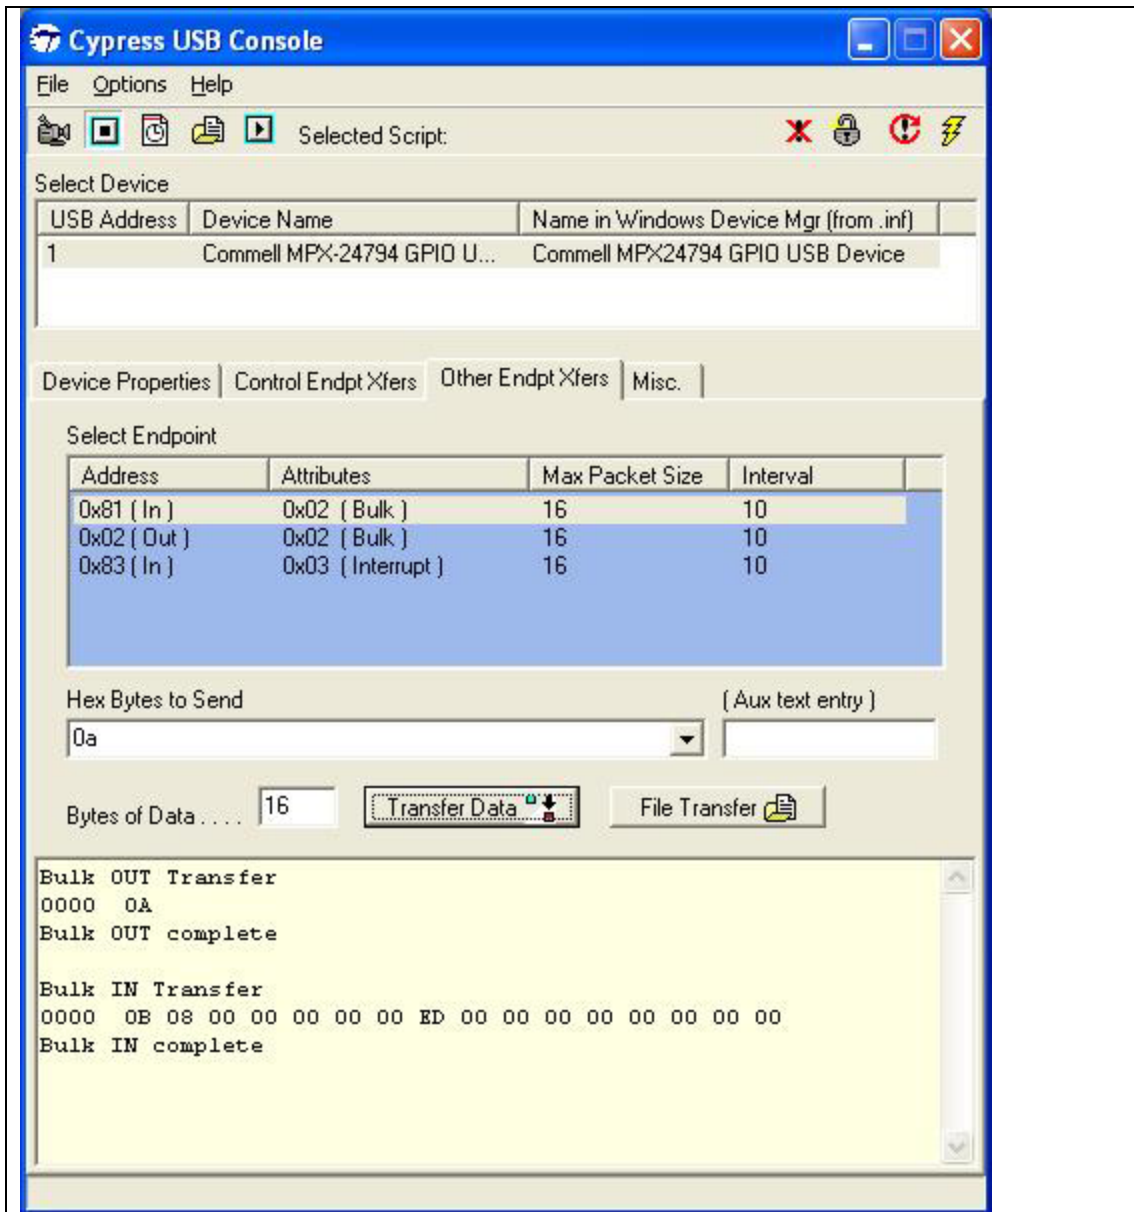 Cypress USB Console
File Options Help
Selected Script:
Select Device
USB Address Device Name Name in Windows Device Mgr (from .inf)
1 Commell MPX-24794 GPIO U... Commell MPX24794 GPIO USB Device
Device Properties Control Endpt Xfers Other Endpt Xfers Misc.
Select Endpoint
Address Attributes Max Packet Size Interval
0x81 ( In ) 0x02 ( Bulk ) 16 10
0x02 ( Out ) 0x02 ( Bulk ) 16 10
0x83 ( In ) 0x03 ( Interrupt ) 16 10
Hex Bytes to Send ( Aux text entry )
0a
Bytes of Data . . . . 16 Transfer Data File Transfer
Bulk OUT Transfer
0000 0A
Bulk OUT complete
Bulk IN Transfer
0000 0B 08 00 00 00 00 00 ED 00 00 00 00 00 00 00 00
Bulk IN complete